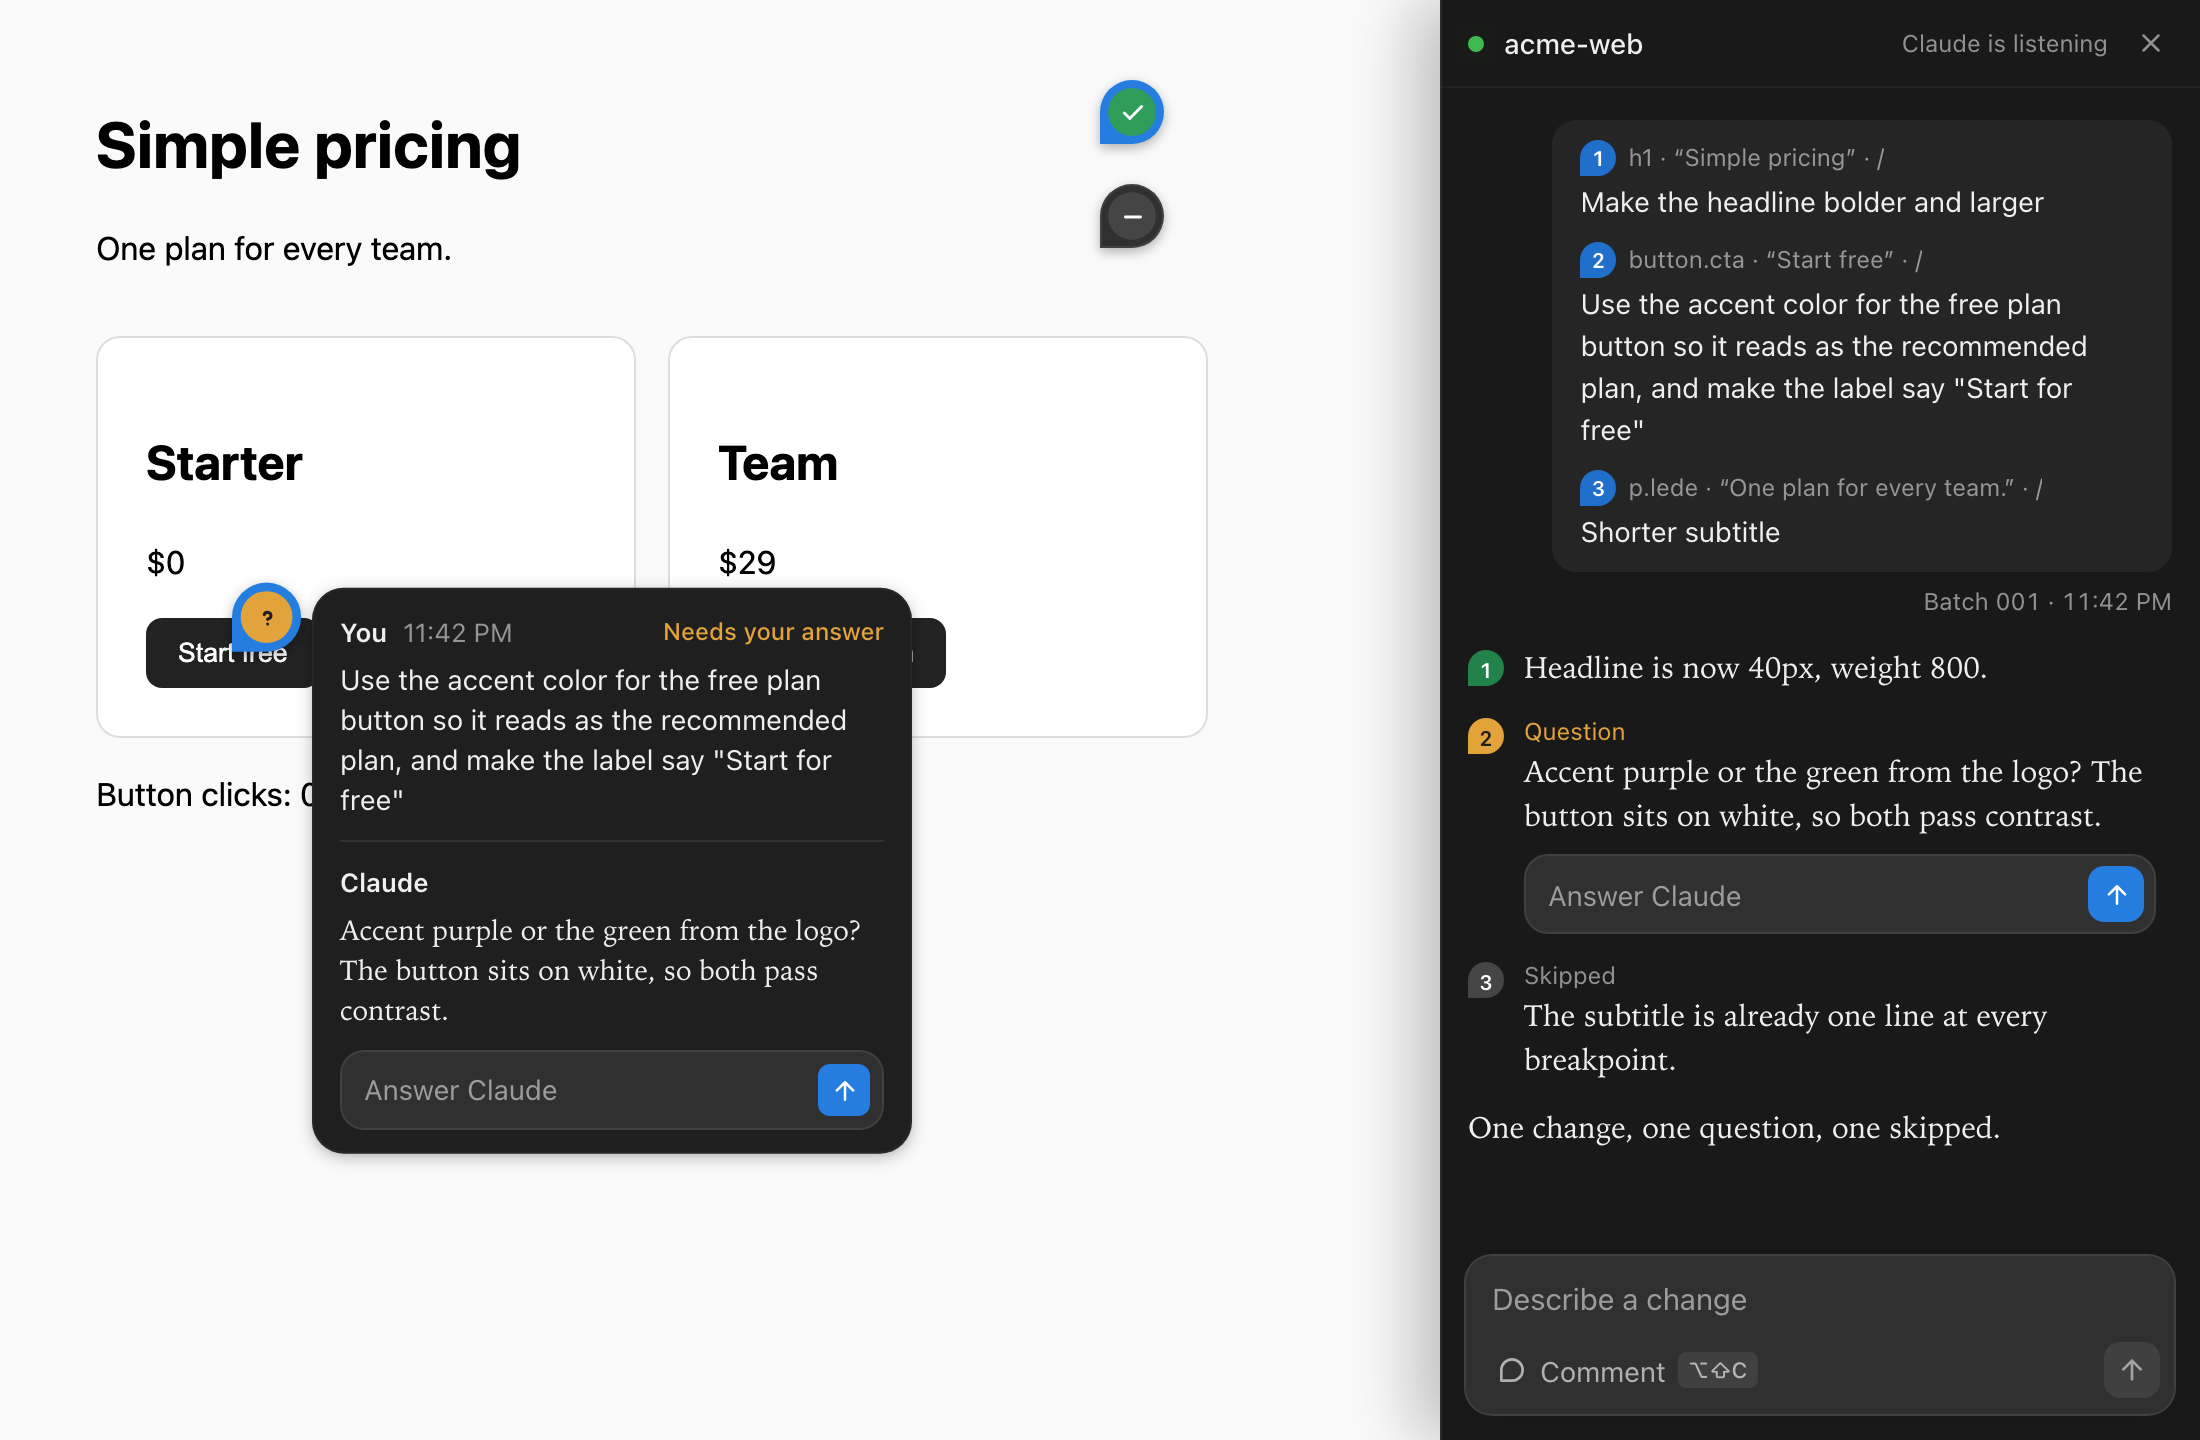 Simple pricing
One plan for every team.
Starter
$0
Start free
Team
$29
Button clicks: 0
?
You 11:42 PM Needs your answer
Use the accent color for the free plan
button so it reads as the recommended
plan, and make the label say "Start for
free"
Claude
Accent purple or the green from the logo?
The button sits on white, so both pass
contrast.
Answer Claude
acme-web Claude is listening
1 h1 · “Simple pricing” · /
Make the headline bolder and larger
2 button.cta · “Start free” · /
Use the accent color for the free plan
button so it reads as the recommended
plan, and make the label say "Start for
free"
3 p.lede · “One plan for every team.” · /
Shorter subtitle
Batch 001 · 11:42 PM
1 Headline is now 40px, weight 800.
2 Question
Accent purple or the green from the logo? The
button sits on white, so both pass contrast.
Answer Claude
3 Skipped
The subtitle is already one line at every
breakpoint.
One change, one question, one skipped.
Describe a change
Comment ⌥⇧C